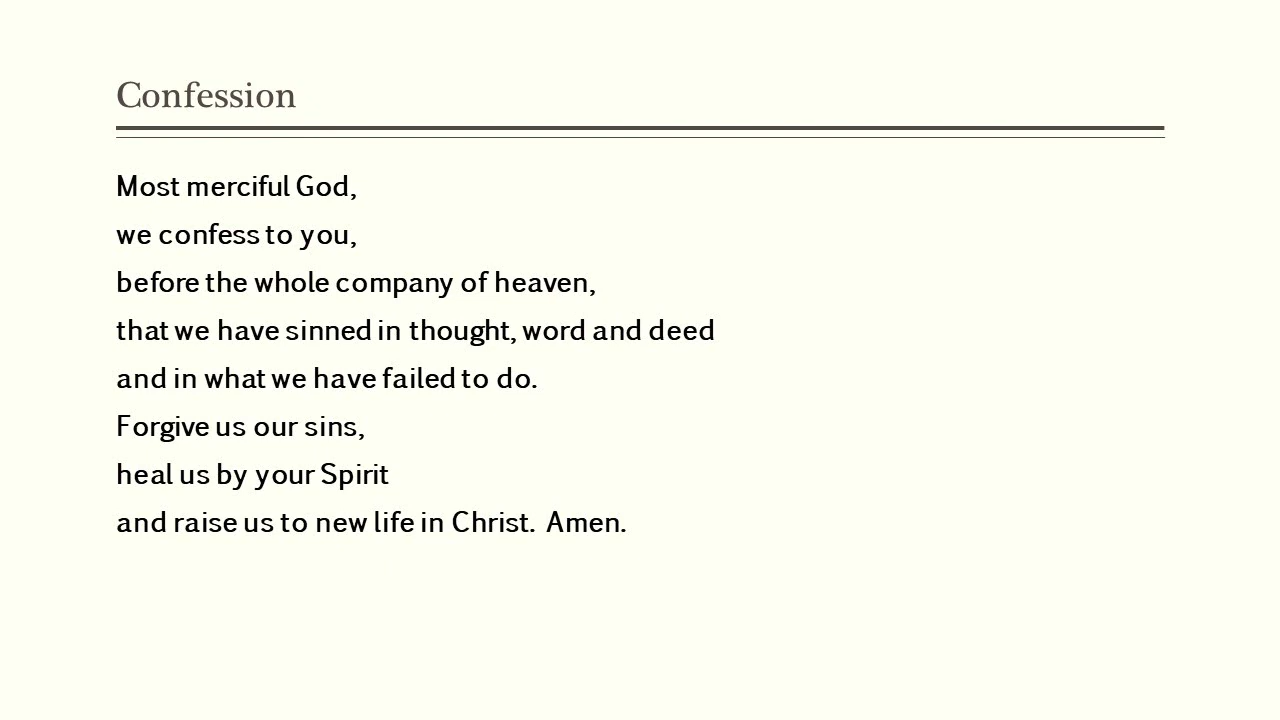 Confession
Most merciful God,
we confess to you,
before the whole company of heaven,
that we have sinned in thought, word and deed
and in what we have failed to do.
Forgive us our sins,
heal us by your Spirit
and raise us to new life in Christ.  Amen.